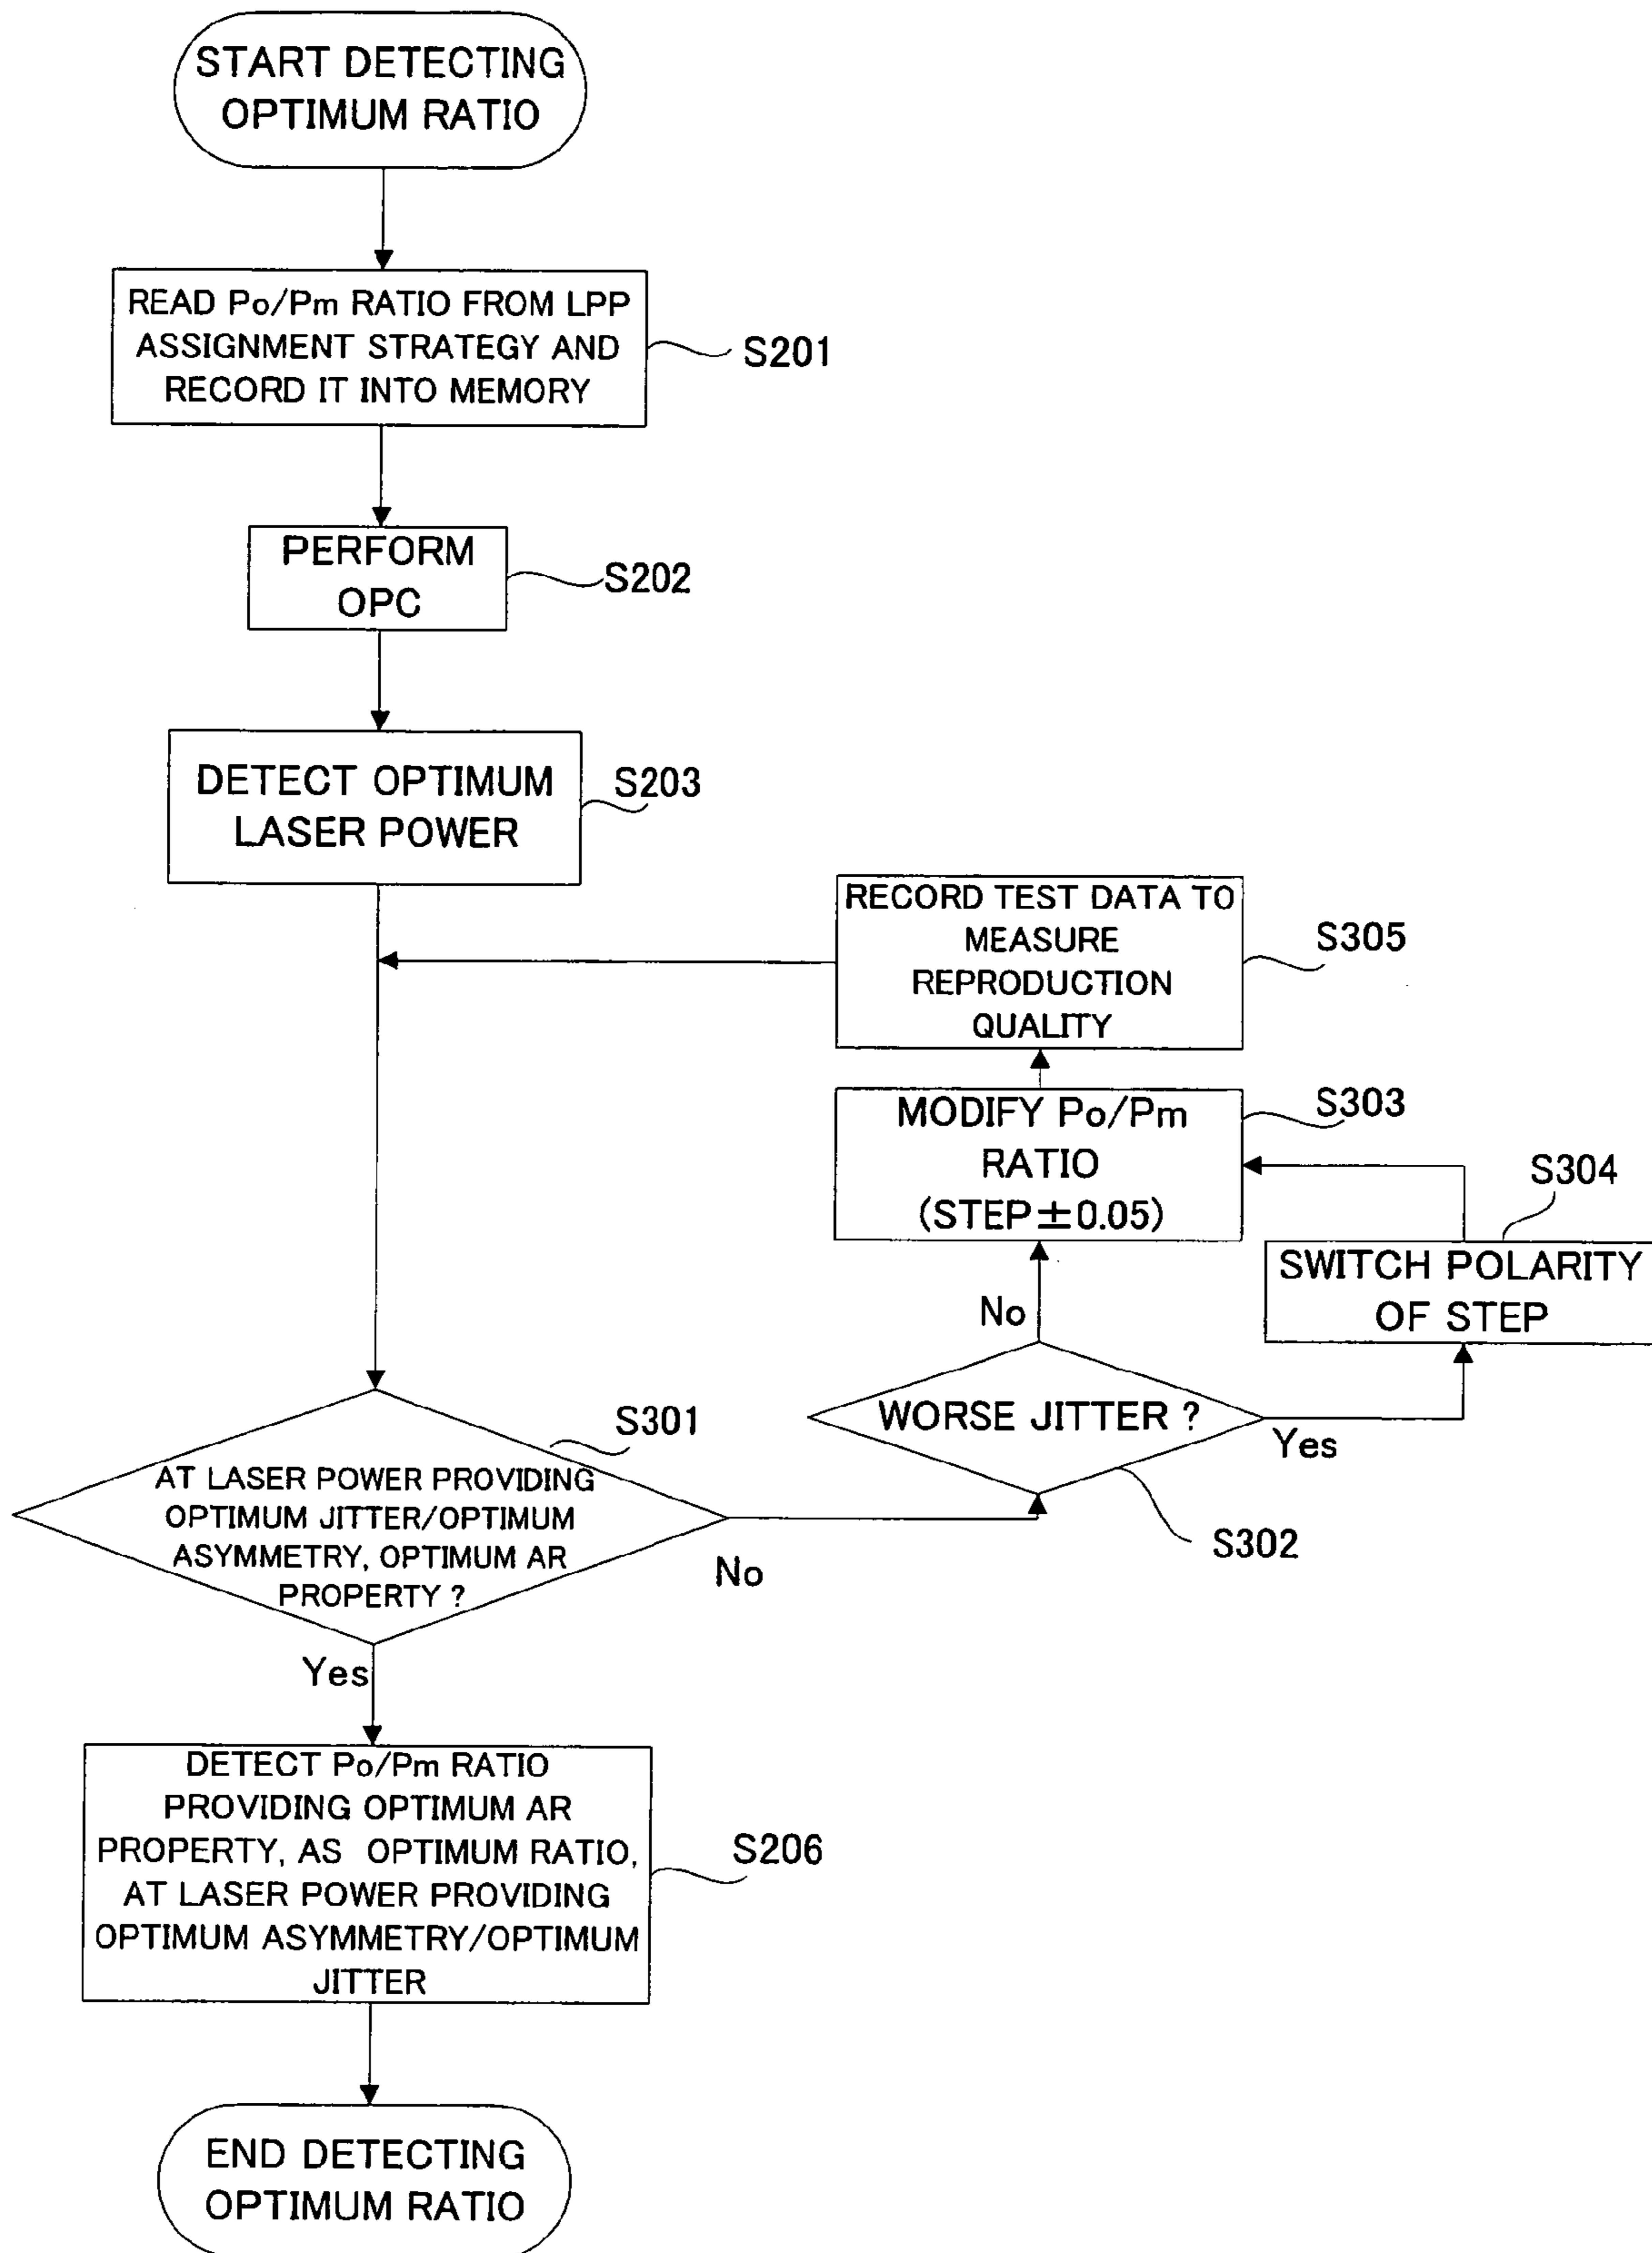 START DETECTING
OPTIMUM RATIO
READ Po/Pm RATIO FROM LPP
ASSIGNMENT STRATEGY AND
RECORD IT INTO MEMORY
S201
PERFORM
OPC
S202
DETECT OPTIMUM
LASER POWER
S203
RECORD TEST DATA TO
MEASURE
REPRODUCTION
QUALITY
S305
MODIFY Po/Pm
RATIO
(STEP±0.05)
S303
S304
SWITCH POLARITY
OF STEP
No
WORSE JITTER ?
Yes
S302
S301
AT LASER POWER PROVIDING
OPTIMUM JITTER/OPTIMUM
ASYMMETRY, OPTIMUM AR
PROPERTY ?
No
Yes
DETECT Po/Pm RATIO
PROVIDING OPTIMUM AR
PROPERTY, AS OPTIMUM RATIO,
AT LASER POWER PROVIDING
OPTIMUM ASYMMETRY/OPTIMUM
JITTER
S206
END DETECTING
OPTIMUM RATIO